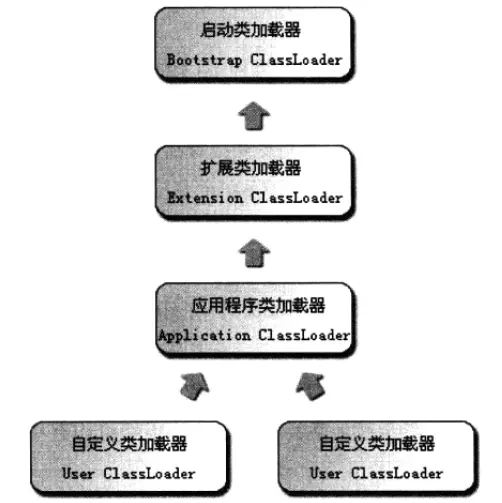 启动类加载器
Bootstrap ClassLoader
扩展类加载器
Extension ClassLoader
应用程序类加载器
Application ClassLoader
自定义类加载器
User ClassLoader
自定义类加载器
User ClassLoader